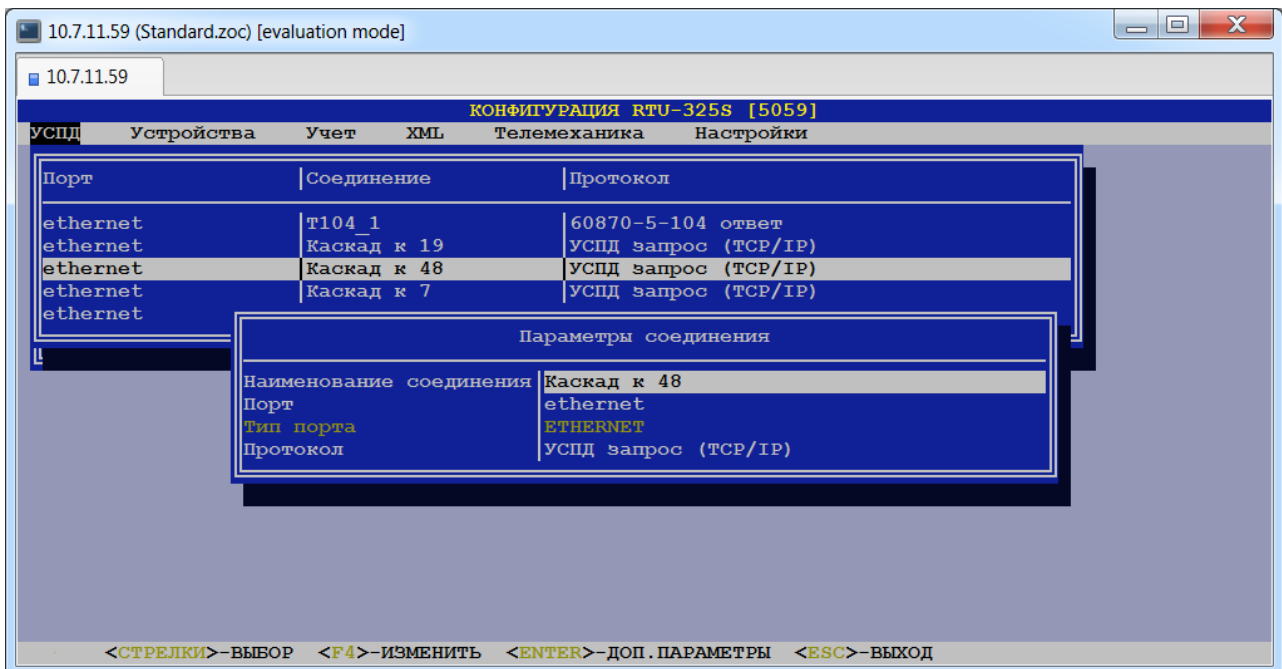 10.7.11.59 (Standard.zoc) [evaluation mode]
10.7.11.59
КОНФИГУРАЦИЯ RTU-325S [5059]
УСПД Устройства Учет XML Телемеханика Настройки
Порт Соединение Протокол
ethernet Т104_1 60870-5-104 ответ
ethernet Каскад к 19 УСПД запрос (TCP/IP)
ethernet Каскад к 48 УСПД запрос (TCP/IP)
ethernet Каскад к 7 УСПД запрос (TCP/IP)
ethernet
Параметры соединения
Наименование соединения Каскад к 48
Порт ethernet
Тип порта ETHERNET
Протокол УСПД запрос (TCP/IP)
<СТРЕЛКИ>-ВЫБОР <F4>-ИЗМЕНИТЬ <ENTER>-ДОП.ПАРАМЕТРЫ <ESC>-ВЫХОД